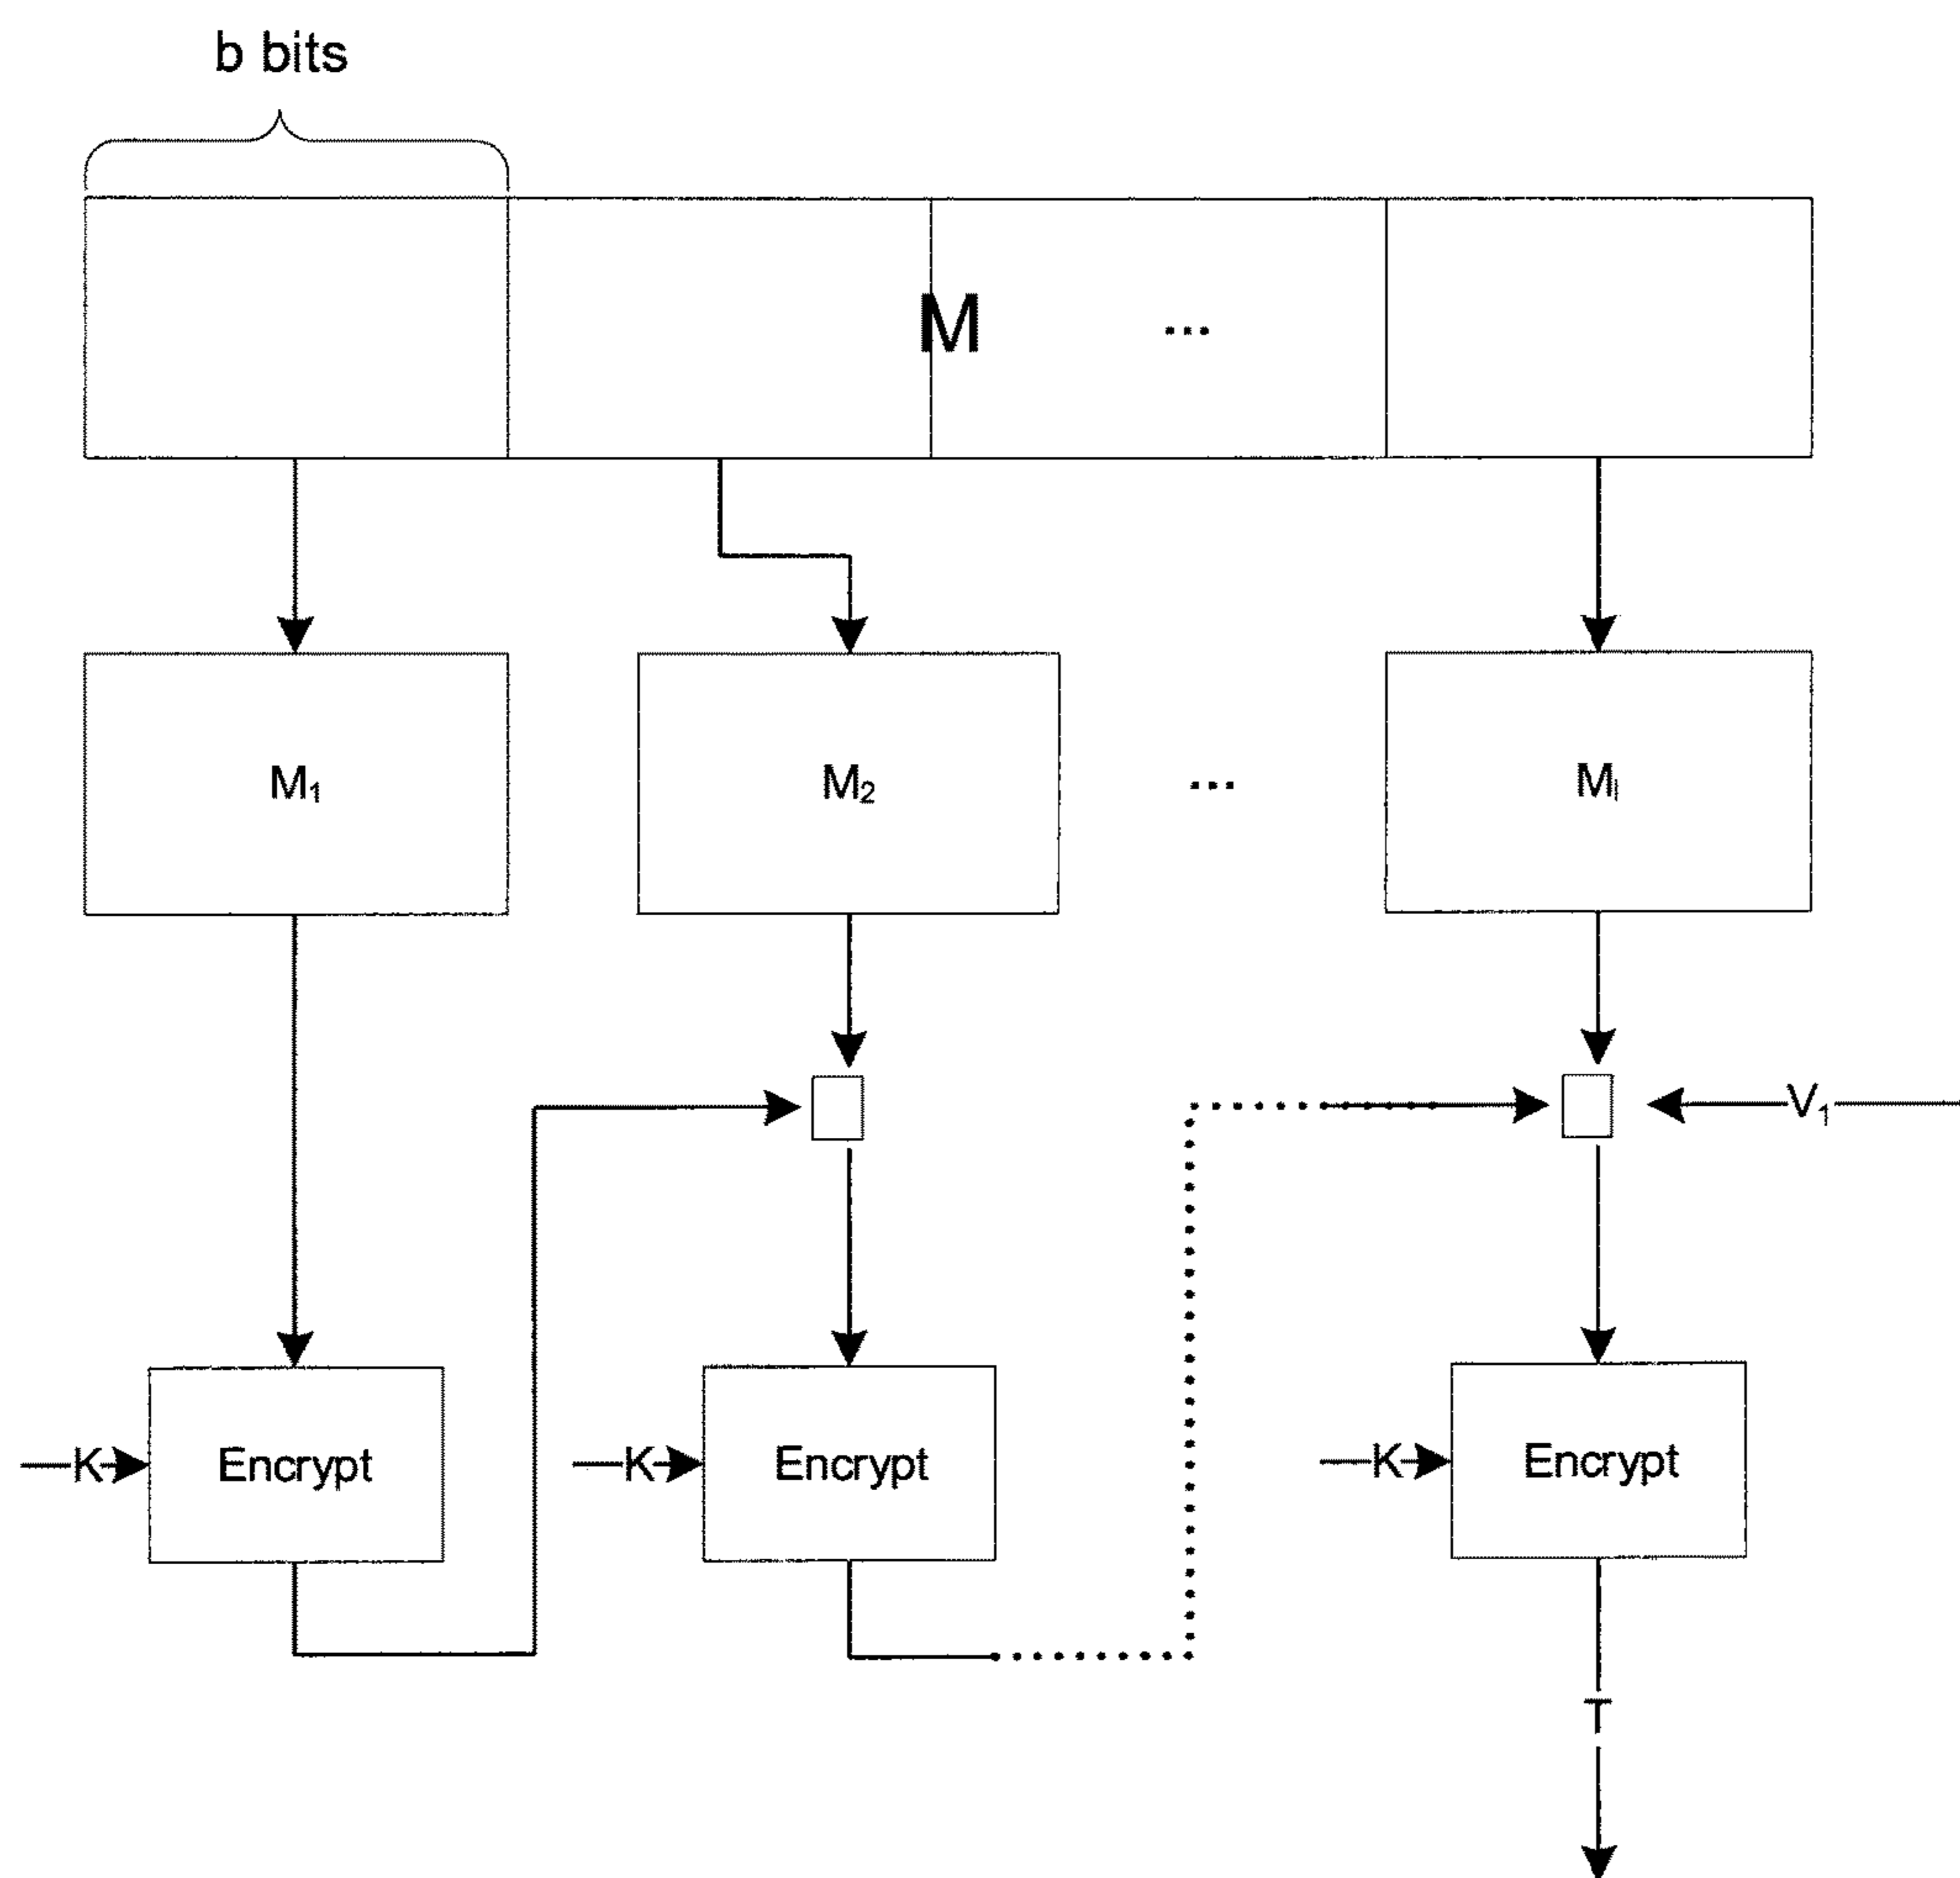 b bits
M ...
M₁
M₂
...
Mₗ
V₁
K
Encrypt
K
Encrypt
K
Encrypt
T